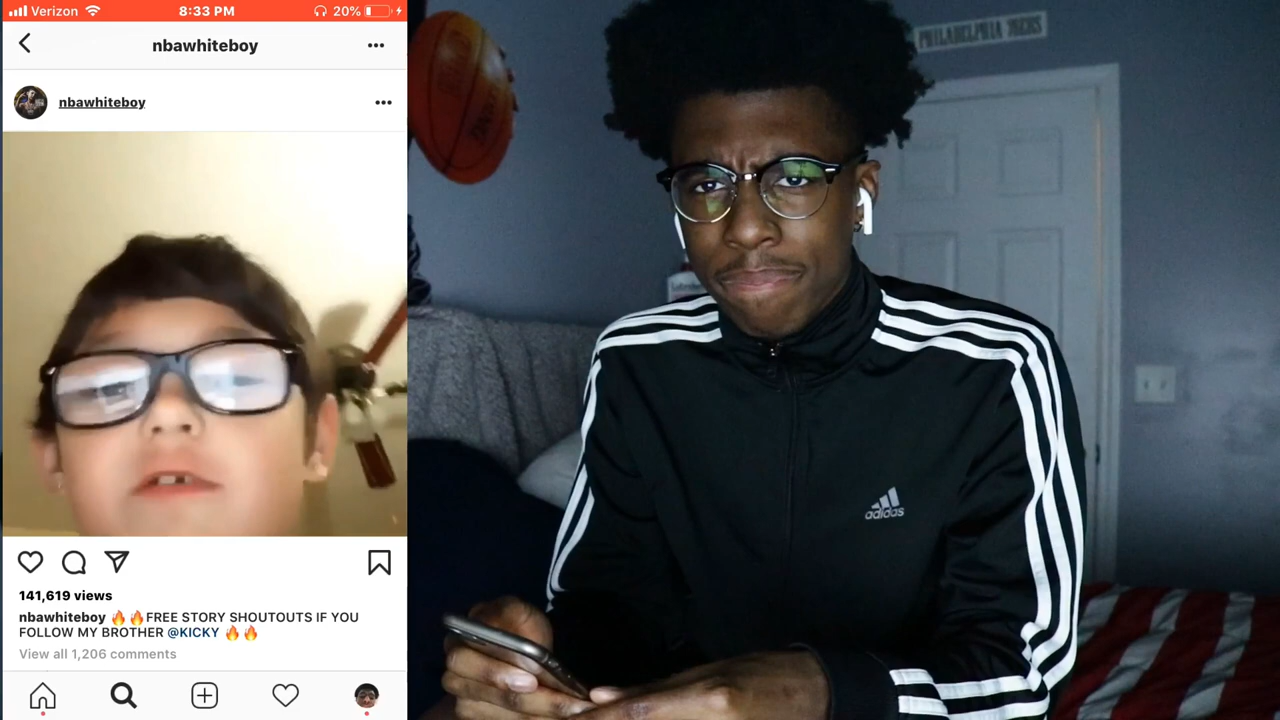 Verizon 8:33 PM 20%
nbawhiteboy
nbawhiteboy
141,619 views
nbawhiteboy 🔥🔥FREE STORY SHOUTOUTS IF YOU
FOLLOW MY BROTHER @KICKY 🔥🔥
View all 1,206 comments
PHILADELPHIA 76ERS
adidas